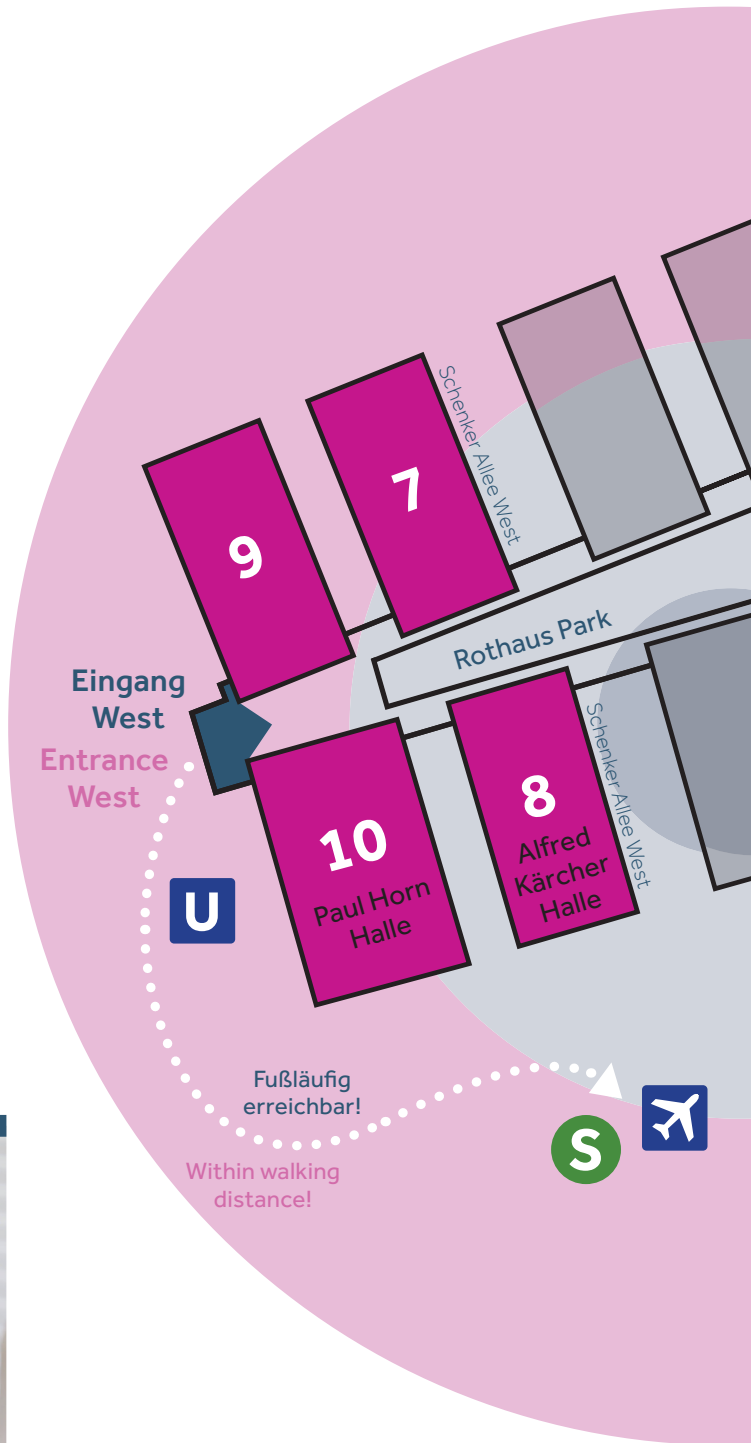 Schenker Allee West
7
9
Rothaus Park
Eingang
West
Entrance
West
Schenker Allee West
8
Alfred
Kärcher
Halle
10
Paul Horn
Halle
U
Fußläufig
erreichbar!
S
Within walking
distance!